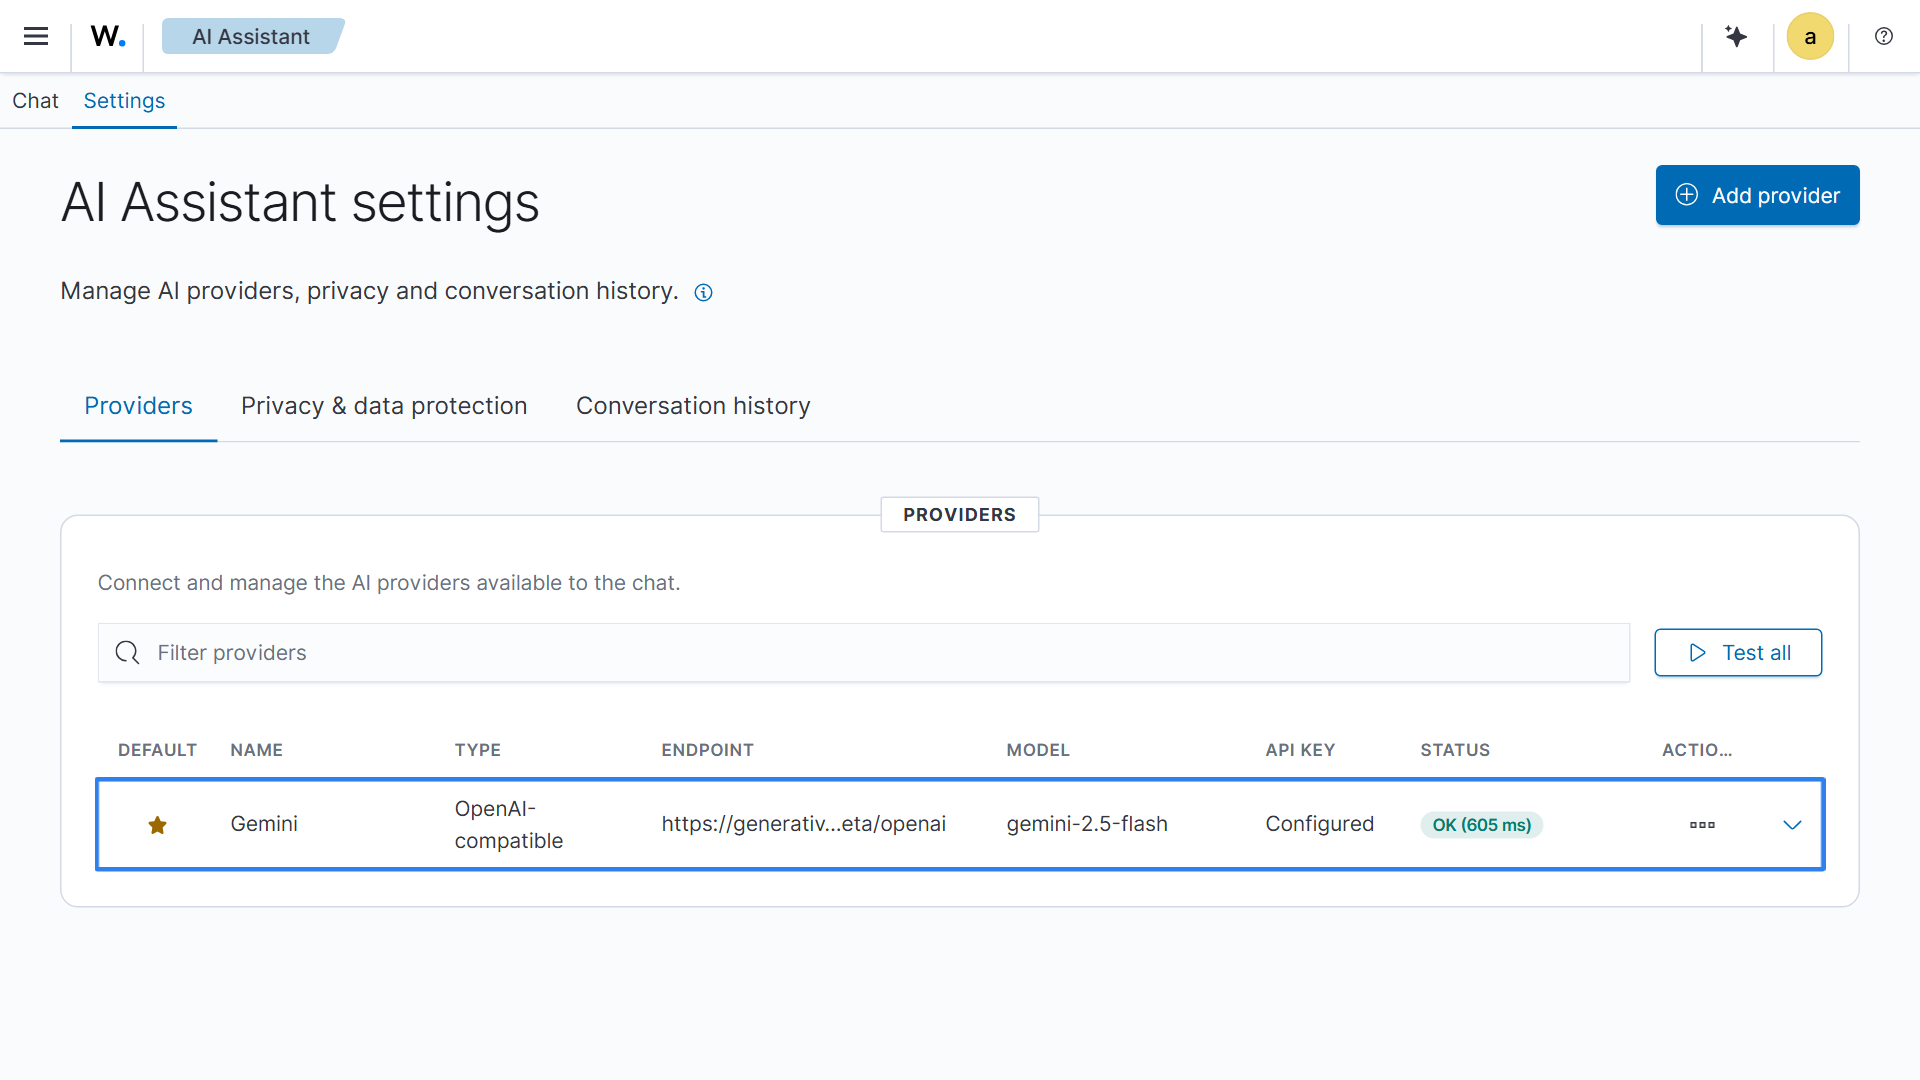 W.
AI Assistant
a
Chat
Settings
AI Assistant settings
Add provider
Manage AI providers, privacy and conversation history.
Providers
Privacy & data protection
Conversation history
PROVIDERS
Connect and manage the AI providers available to the chat.
Filter providers
Test all
DEFAULT NAME TYPE ENDPOINT MODEL API KEY STATUS ACTIO...
Gemini OpenAI-compatible https://generativ...eta/openai gemini-2.5-flash Configured OK (605 ms)